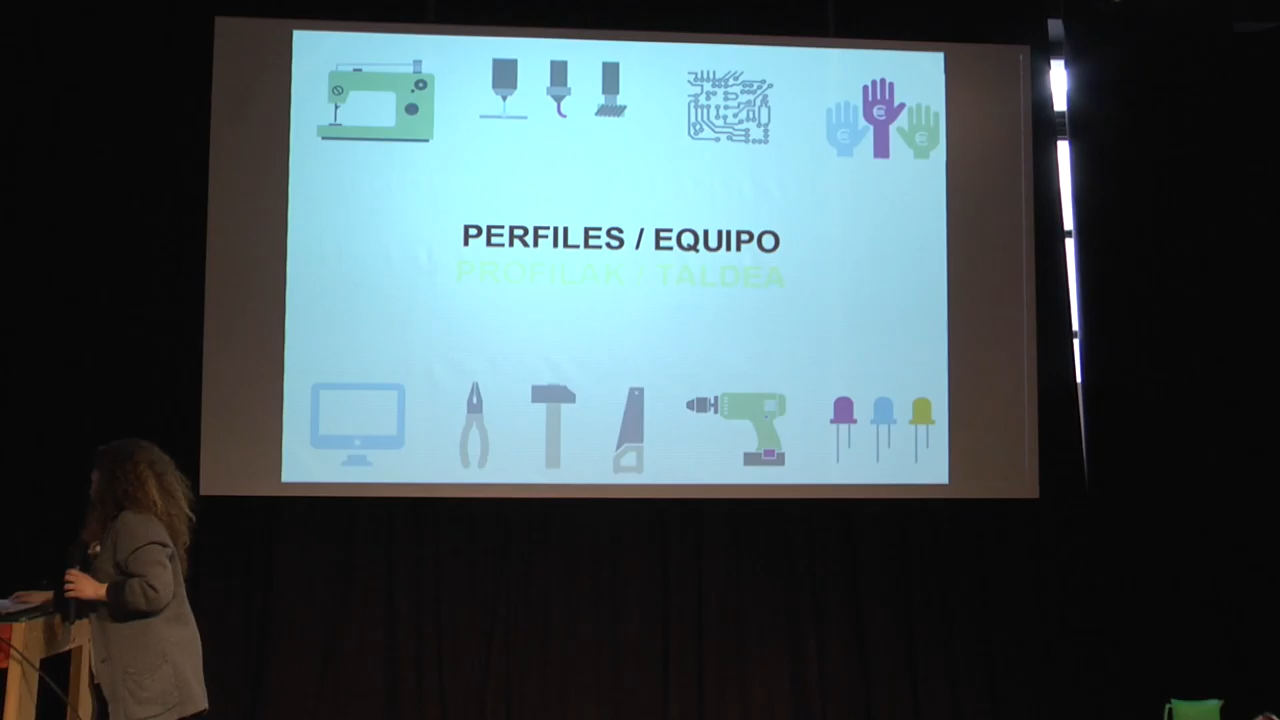 € € €
PERFILES / EQUIPO
PROFILAK / TALDEA